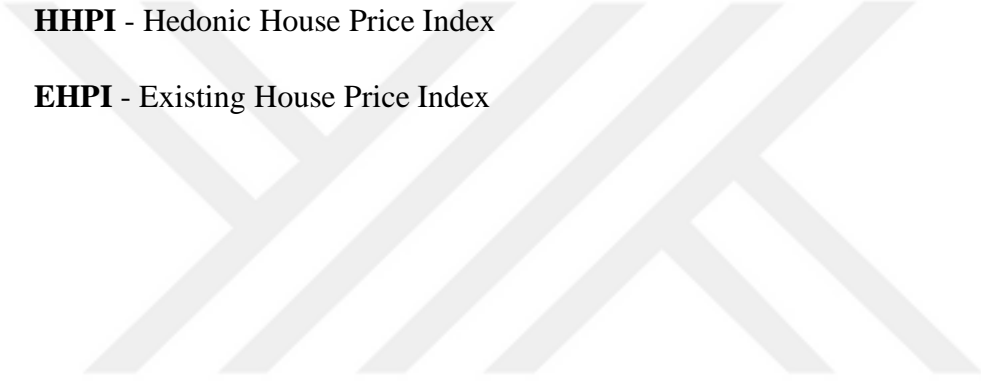 HHPI - Hedonic House Price Index
EHPI - Existing House Price Index